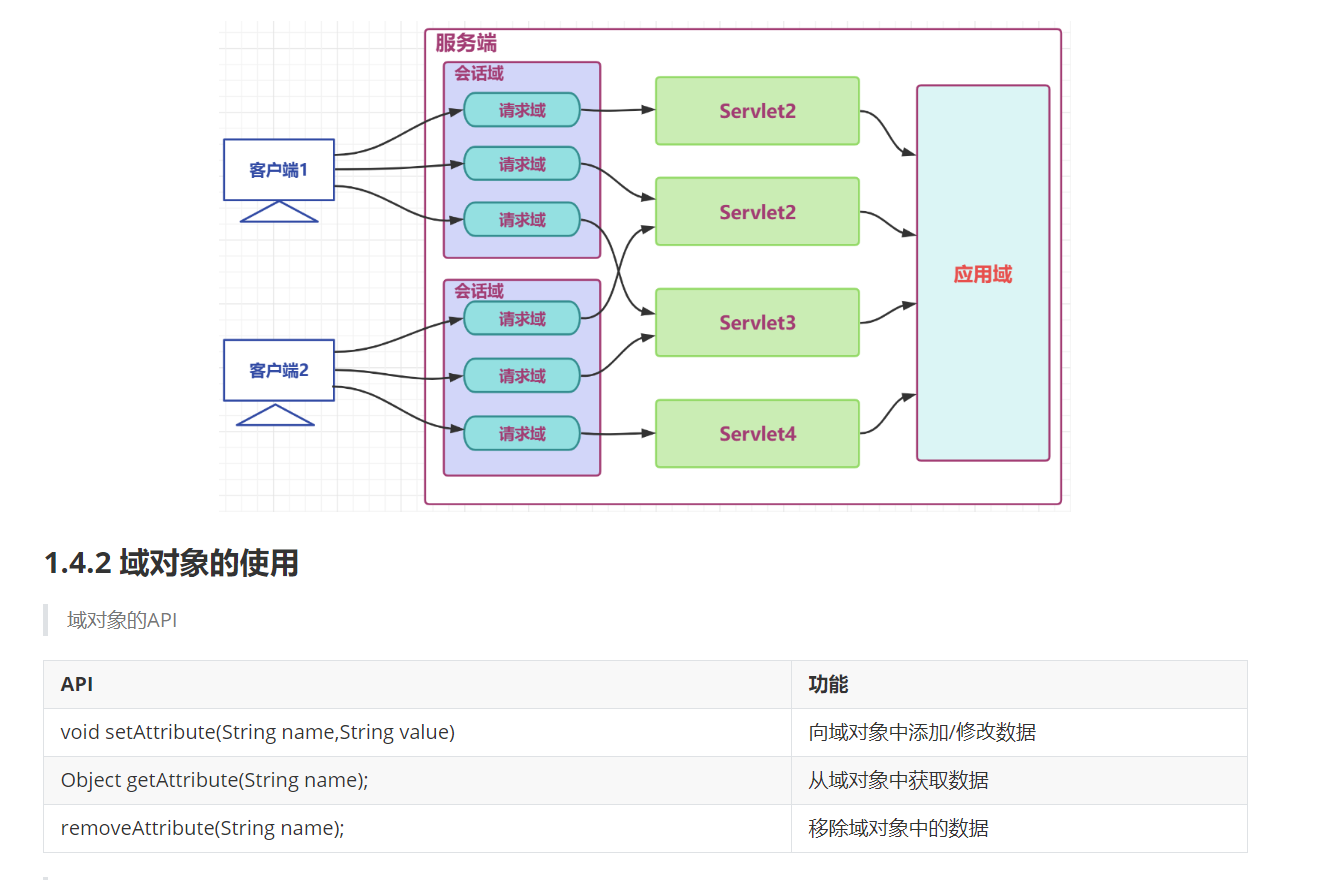 服务端
会话域
请求域
请求域
请求域
客户端1
会话域
请求域
请求域
请求域
客户端2
Servlet2
Servlet2
Servlet3
Servlet4
应用域
1.4.2 域对象的使用
域对象的API
API 功能
void setAttribute(String name,String value) 向域对象中添加/修改数据
Object getAttribute(String name); 从域对象中获取数据
removeAttribute(String name); 移除域对象中的数据